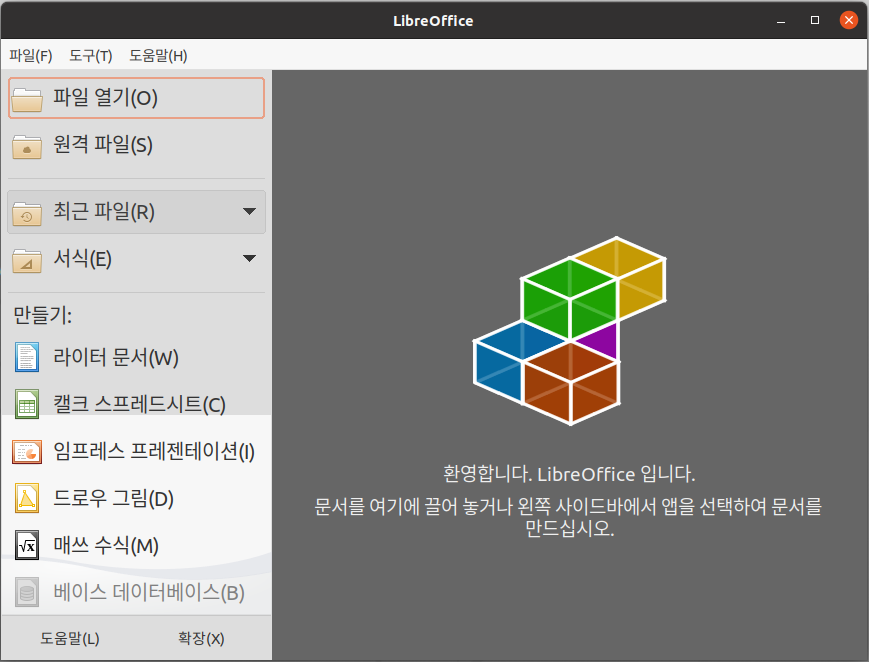 LibreOffice
파일(F) 도구(T) 도움말(H)
파일 열기(O)
원격 파일(S)
최근 파일(R)
서식(E)
만들기:
라이터 문서(W)
캘크 스프레드시트(C)
임프레스 프레젠테이션(I)
드로우 그림(D)
매쓰 수식(M)
베이스 데이터베이스(B)
도움말(L) 확장(X)
환영합니다. LibreOffice 입니다.
문서를 여기에 끌어 놓거나 왼쪽 사이드바에서 앱을 선택하여 문서를
만드십시오.